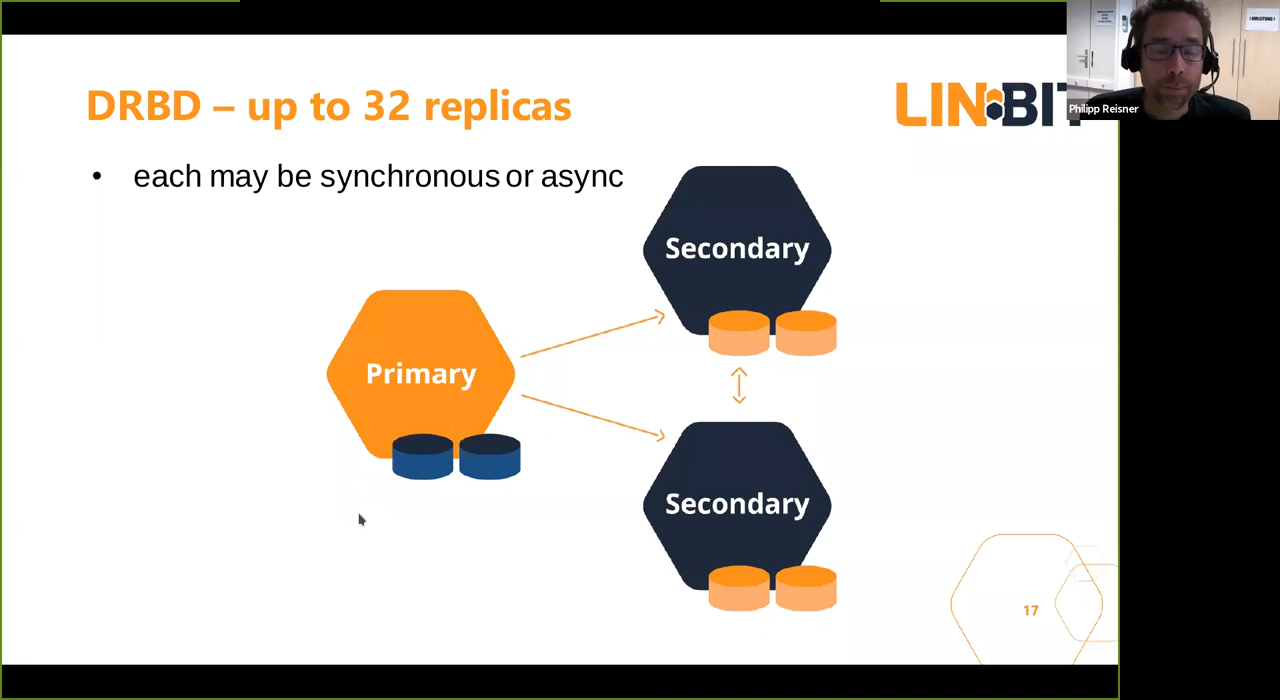 DRBD – up to 32 replicas
LINBIT
Philipp Reisner
• each may be synchronous or async
Secondary
Primary
Secondary
17